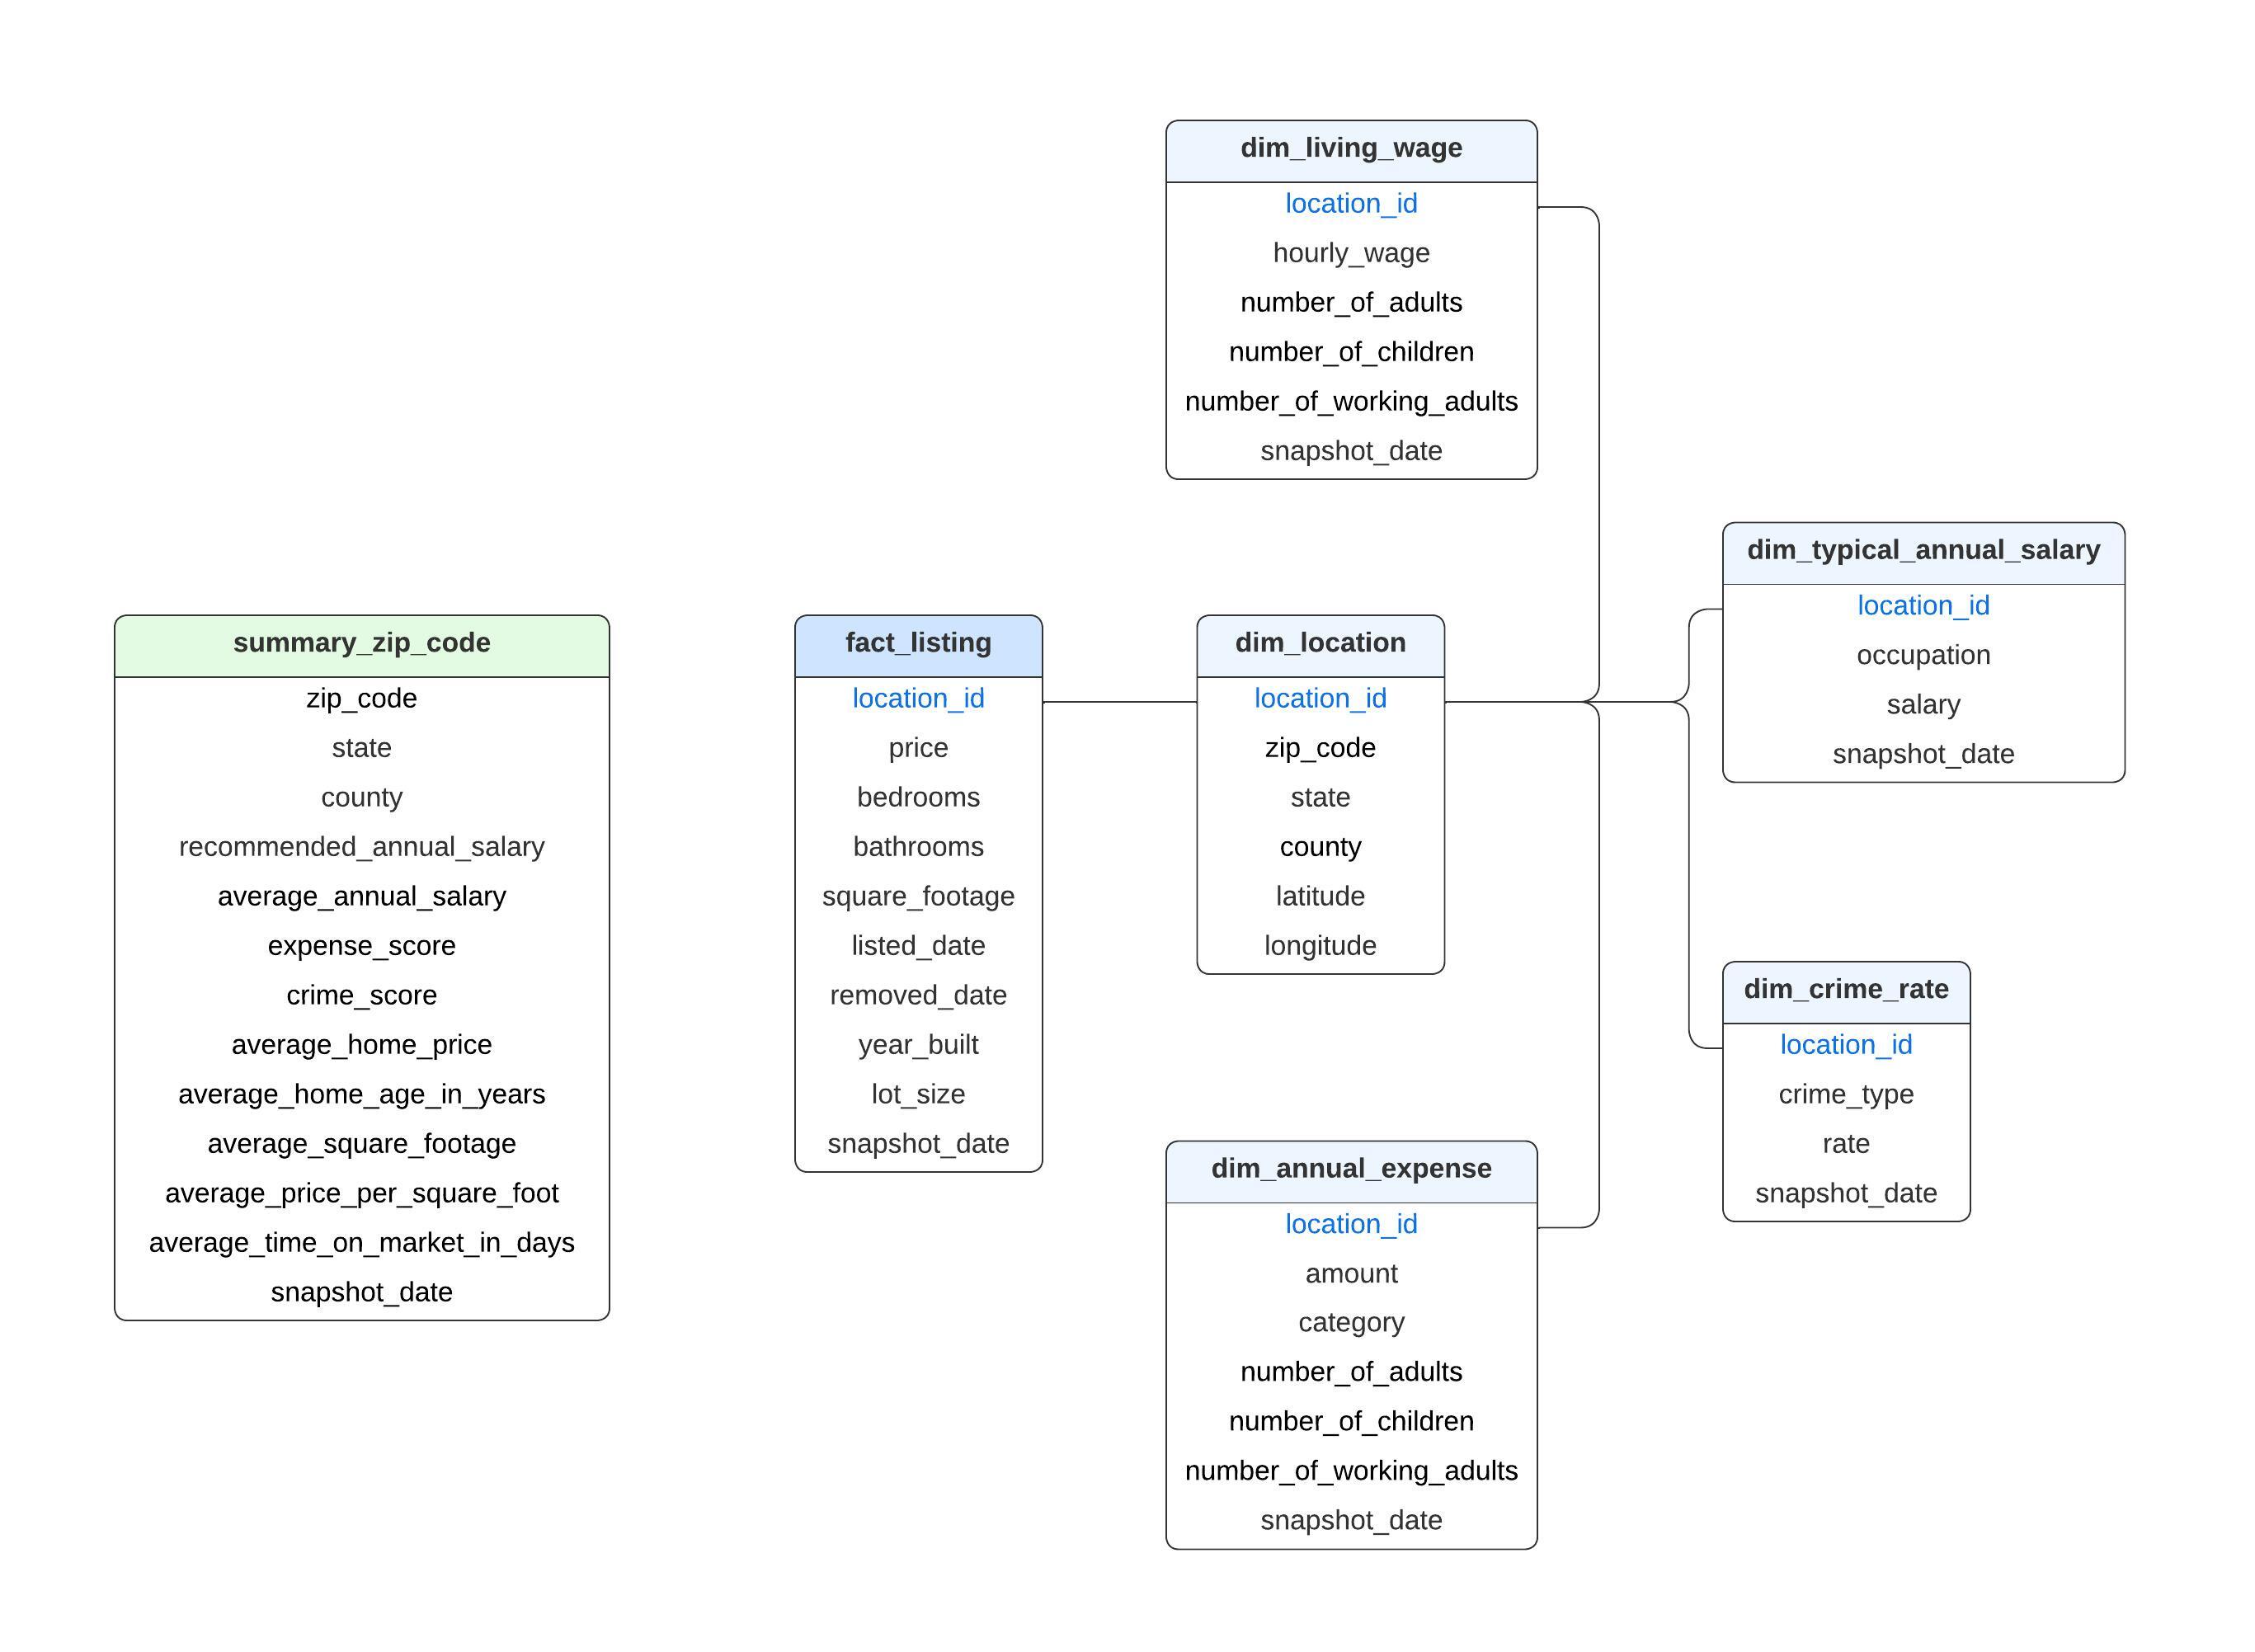 dim_living_wage
location_id
hourly_wage
number_of_adults
number_of_children
number_of_working_adults
snapshot_date
dim_typical_annual_salary
location_id
occupation
salary
snapshot_date
summary_zip_code
zip_code
state
county
recommended_annual_salary
average_annual_salary
expense_score
crime_score
average_home_price
average_home_age_in_years
average_square_footage
average_price_per_square_foot
average_time_on_market_in_days
snapshot_date
fact_listing
location_id
price
bedrooms
bathrooms
square_footage
listed_date
removed_date
year_built
lot_size
snapshot_date
dim_location
location_id
zip_code
state
county
latitude
longitude
dim_crime_rate
location_id
crime_type
rate
snapshot_date
dim_annual_expense
location_id
amount
category
number_of_adults
number_of_children
number_of_working_adults
snapshot_date